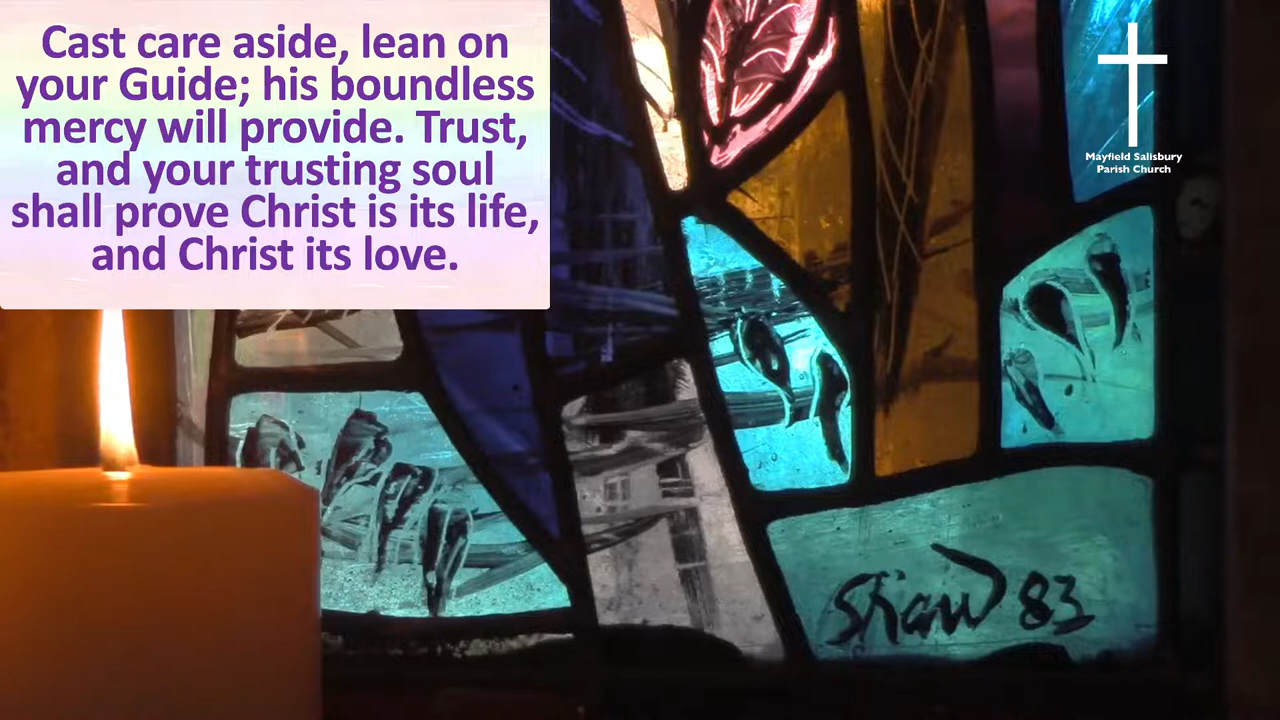 Cast care aside, lean on
your Guide; his boundless
mercy will provide. Trust,
and your trusting soul
shall prove Christ is its life,
and Christ its love.
Mayfield Salisbury
Parish Church
Shaw 83